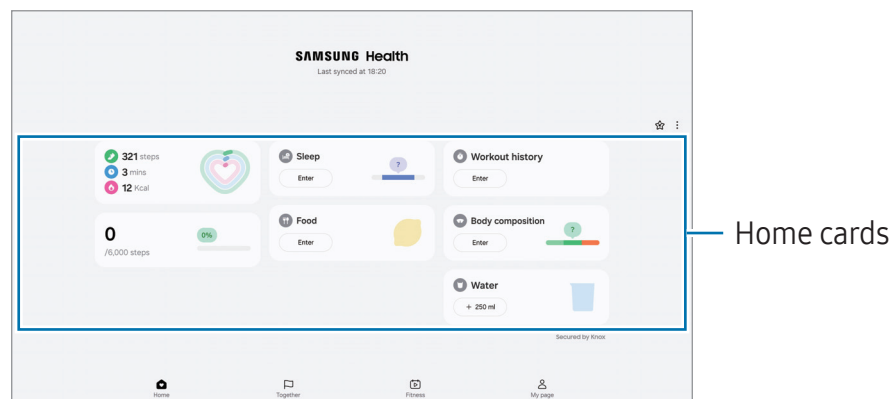 SAMSUNG Health
Last synced at 18:20
321 steps
3 mins
12 Kcal
0
/6,000 steps
0%
Sleep
Enter
?
Food
Enter
Workout history
Enter
Body composition
Enter
?
Water
+ 250 ml
Home cards
Secured by Knox
Home
Together
Fitness
My page